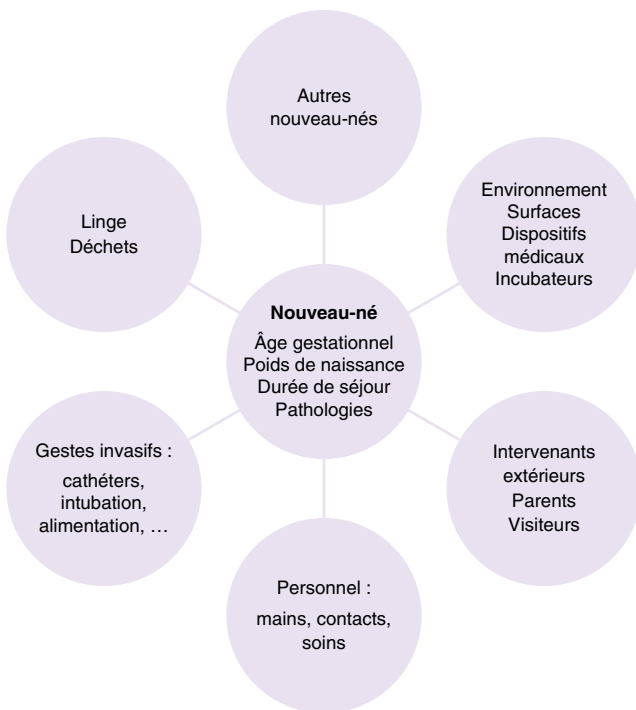 Autres
nouveau-nés
Linge
Déchets
Environnement
Surfaces
Dispositifs
médicaux
Incubateurs
Nouveau-né
Âge gestationnel
Poids de naissance
Durée de séjour
Pathologies
Gestes invasifs :
cathéters,
intubation,
alimentation, …
Intervenants
extérieurs
Parents
Visiteurs
Personnel :
mains, contacts,
soins